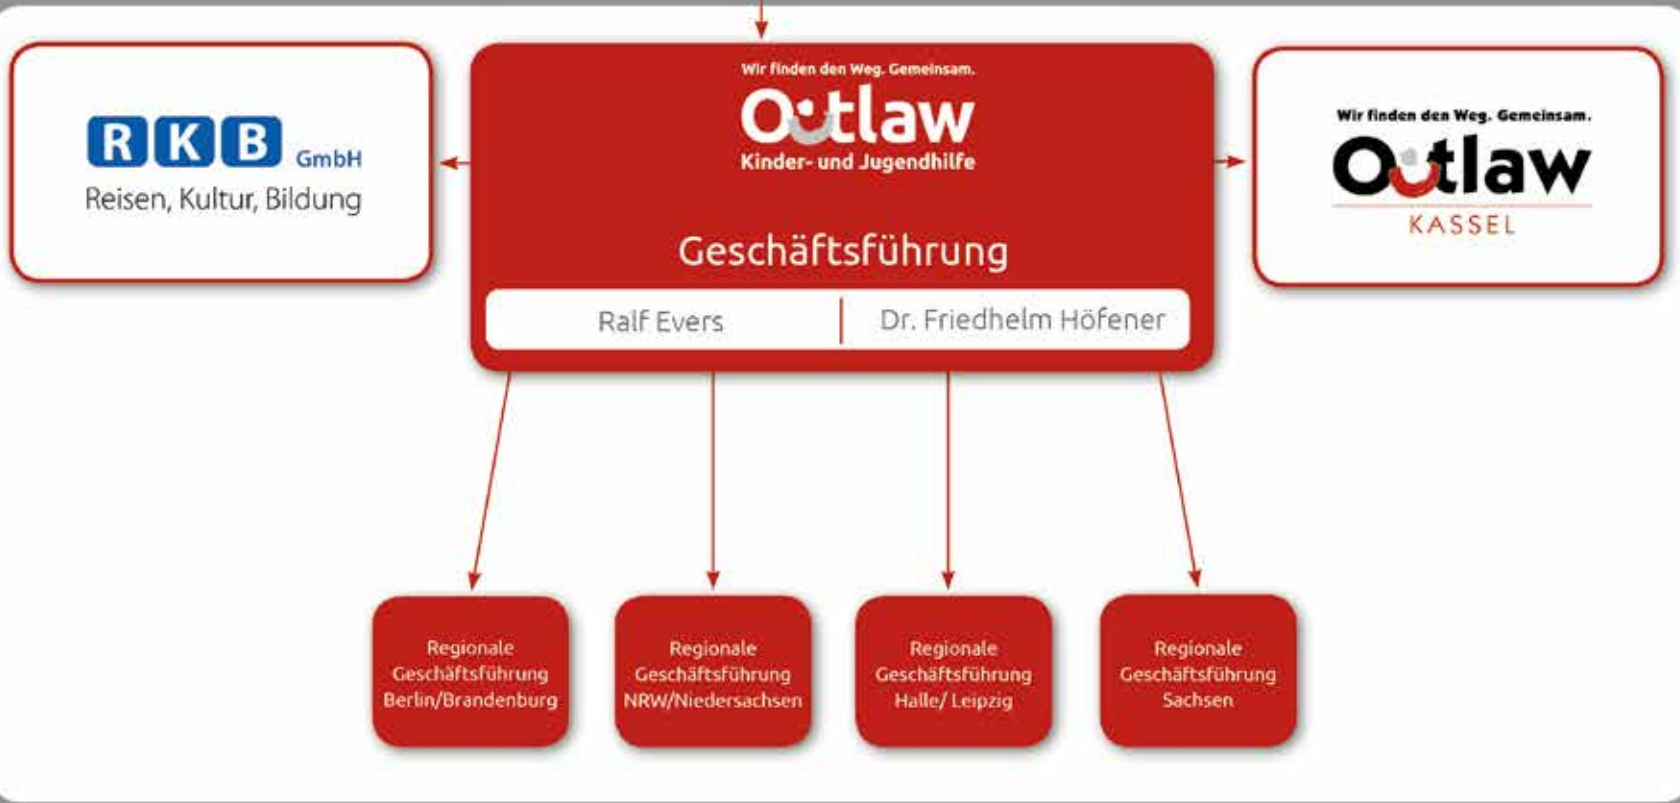 RKB GmbH
Reisen, Kultur, Bildung
Wir finden den Weg. Gemeinsam.
Outlaw
Kinder- und Jugendhilfe
Geschäftsführung
Ralf Evers
Dr. Friedhelm Höfener
Wir finden den Weg. Gemeinsam.
Outlaw
KASSEL
Regionale
Geschäftsführung
Berlin/Brandenburg
Regionale
Geschäftsführung
NRW/Niedersachsen
Regionale
Geschäftsführung
Halle/ Leipzig
Regionale
Geschäftsführung
Sachsen